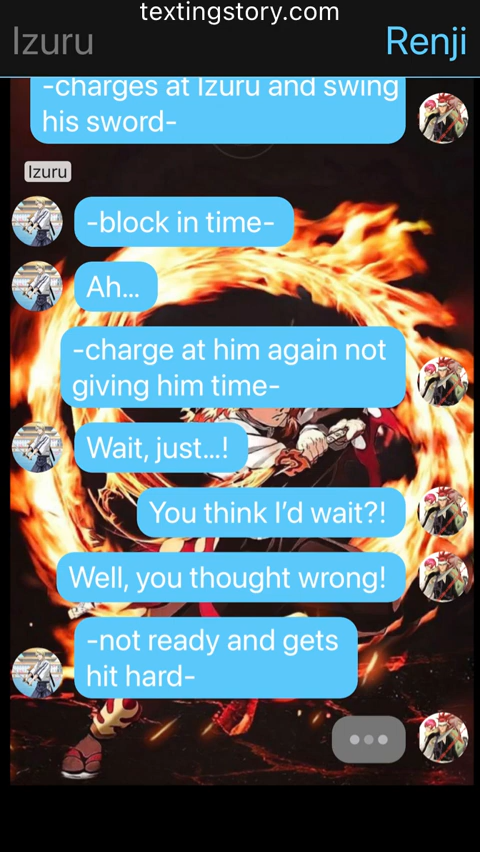 textingstory.com
Izuru
Renji
-charges at Izuru and swing
his sword-
Izuru
-block in time-
Ah...
-charge at him again not
giving him time-
Wait, just...!
You think I’d wait?!
Well, you thought wrong!
-not ready and gets
hit hard-